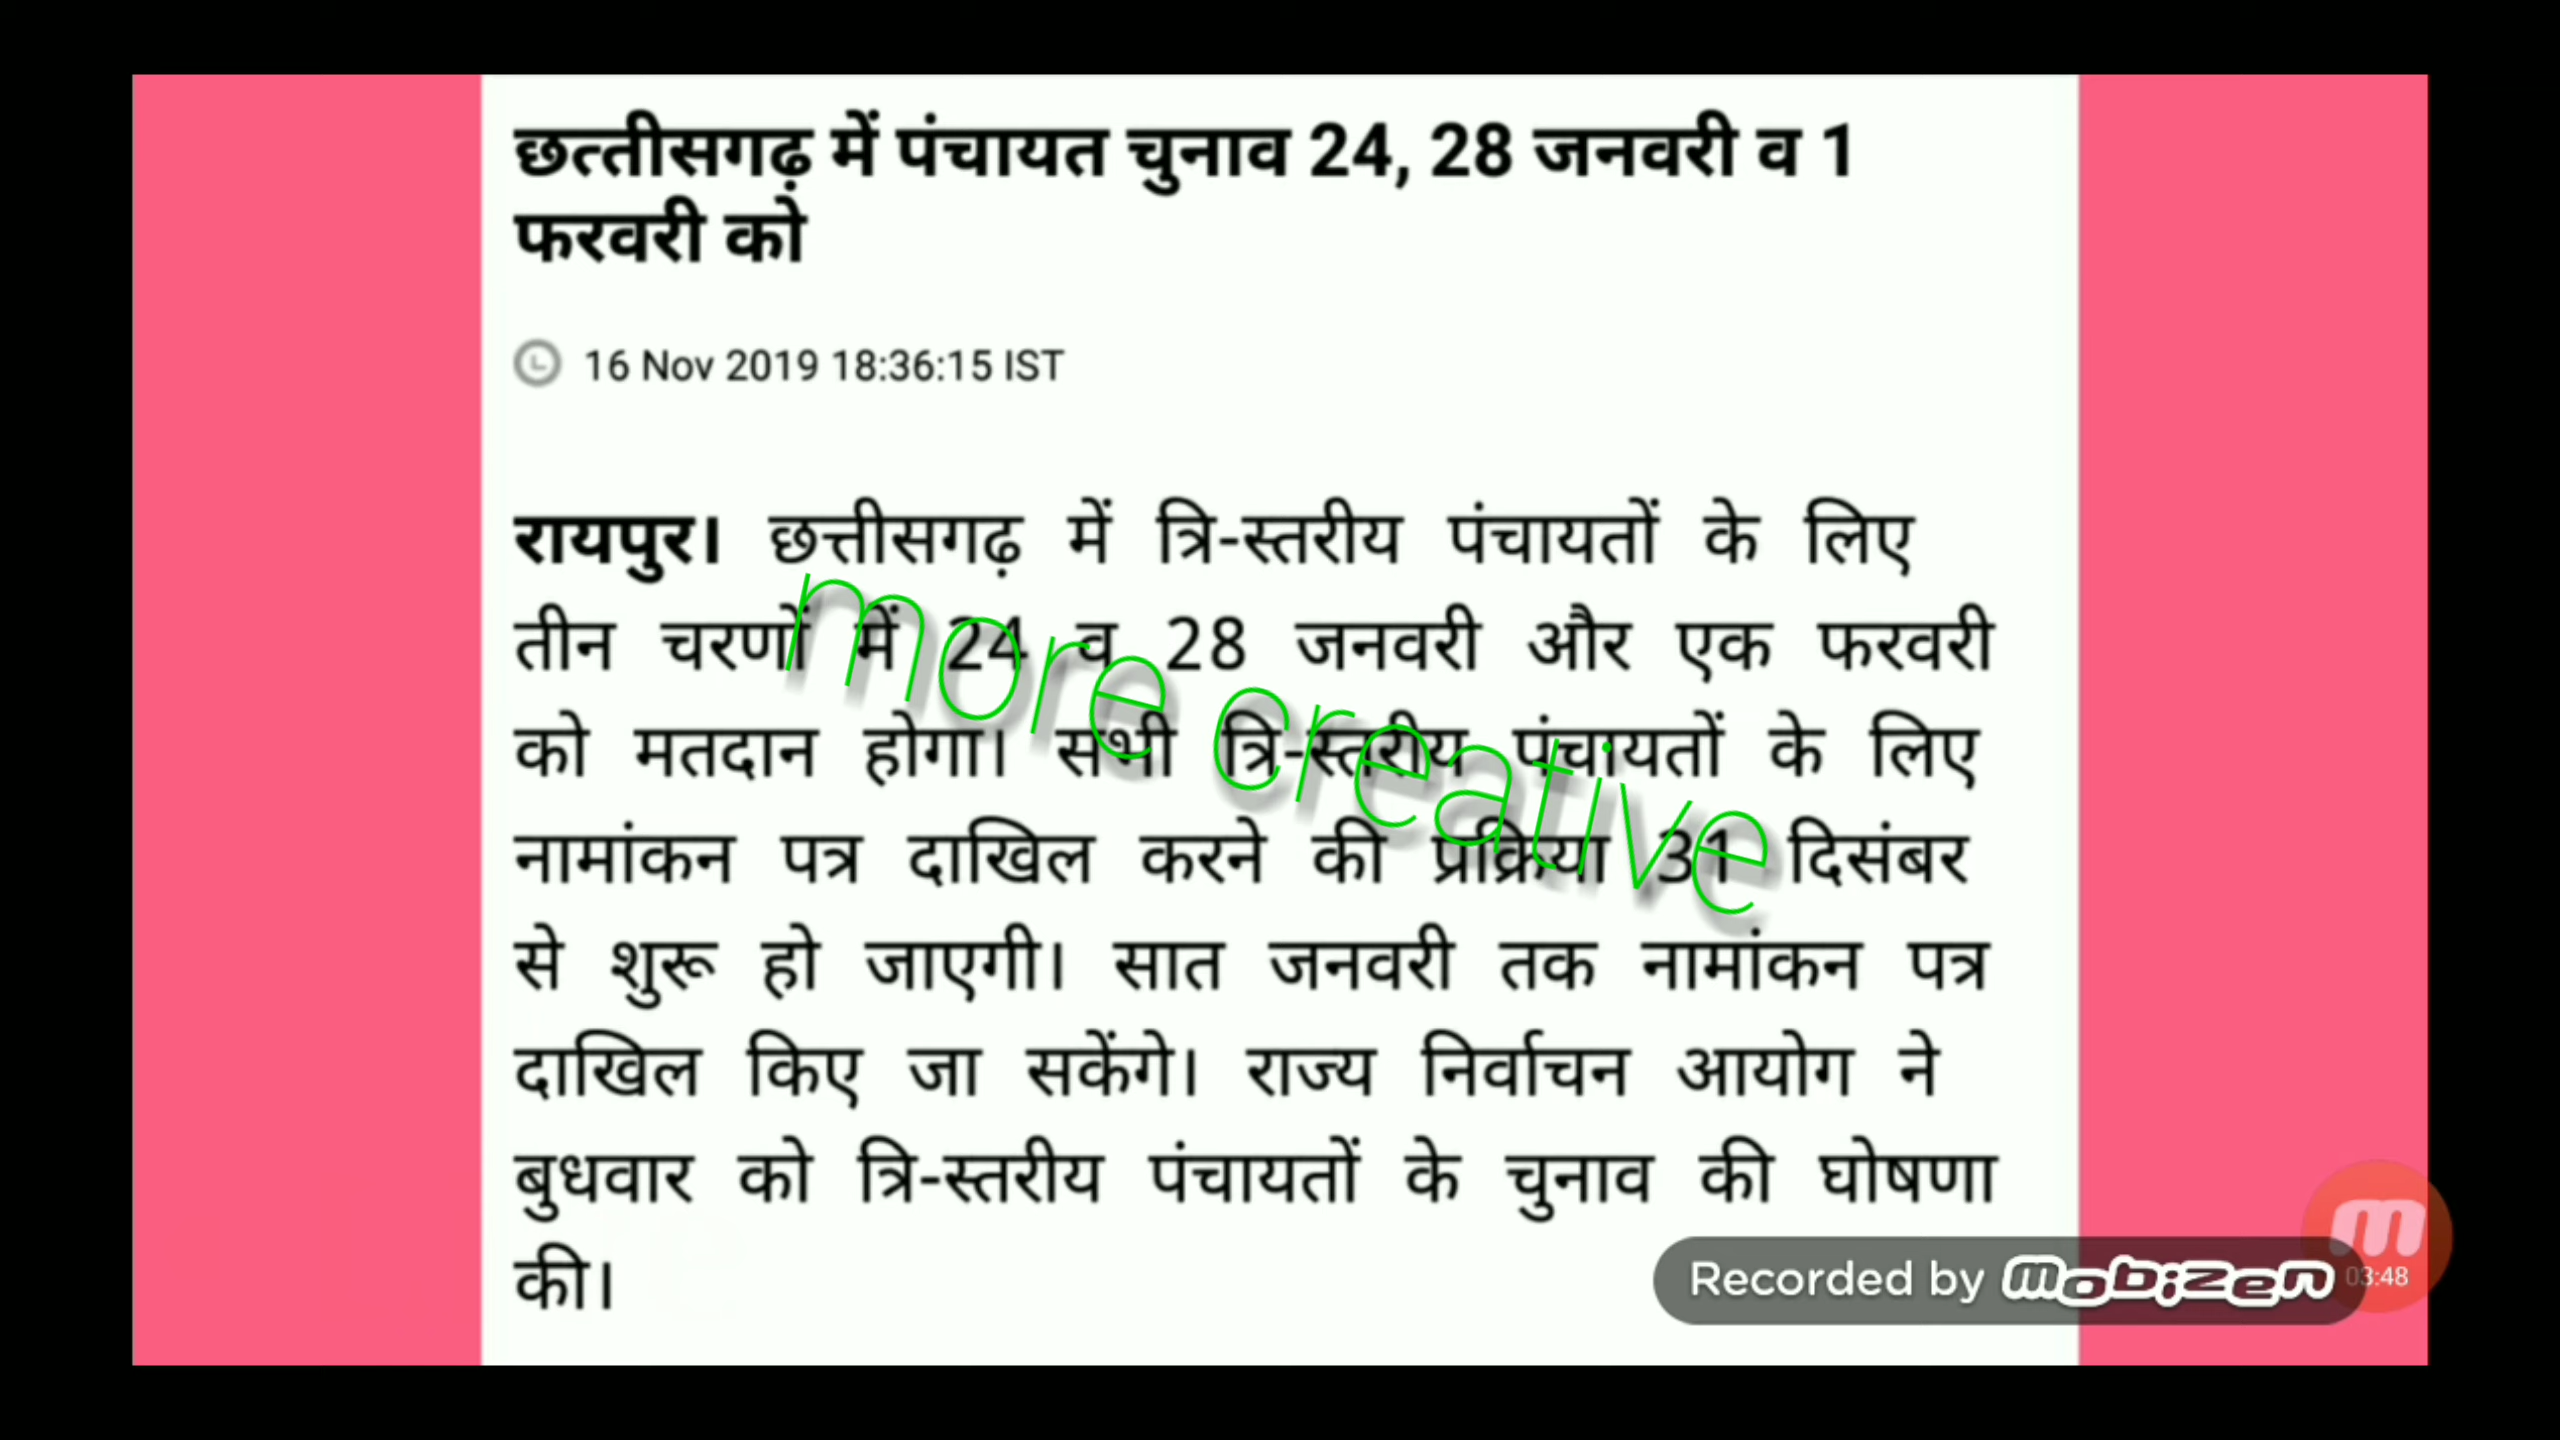 छत्तीसगढ़ में पंचायत चुनाव 24, 28 जनवरी व 1
फरवरी को
16 Nov 2019 18:36:15 IST
रायपुर। छत्तीसगढ़ में त्रि-स्तरीय पंचायतों के लिए
तीन चरणों में 24 व 28 जनवरी और एक फरवरी
को मतदान होगा। सभी त्रि-स्तरीय पंचायतों के लिए
नामांकन पत्र दाखिल करने की प्रक्रिया 31 दिसंबर
से शुरू हो जाएगी। सात जनवरी तक नामांकन पत्र
दाखिल किए जा सकेंगे। राज्य निर्वाचन आयोग ने
बुधवार को त्रि-स्तरीय पंचायतों के चुनाव की घोषणा
की।
more creative
Recorded by mobizen
03:48